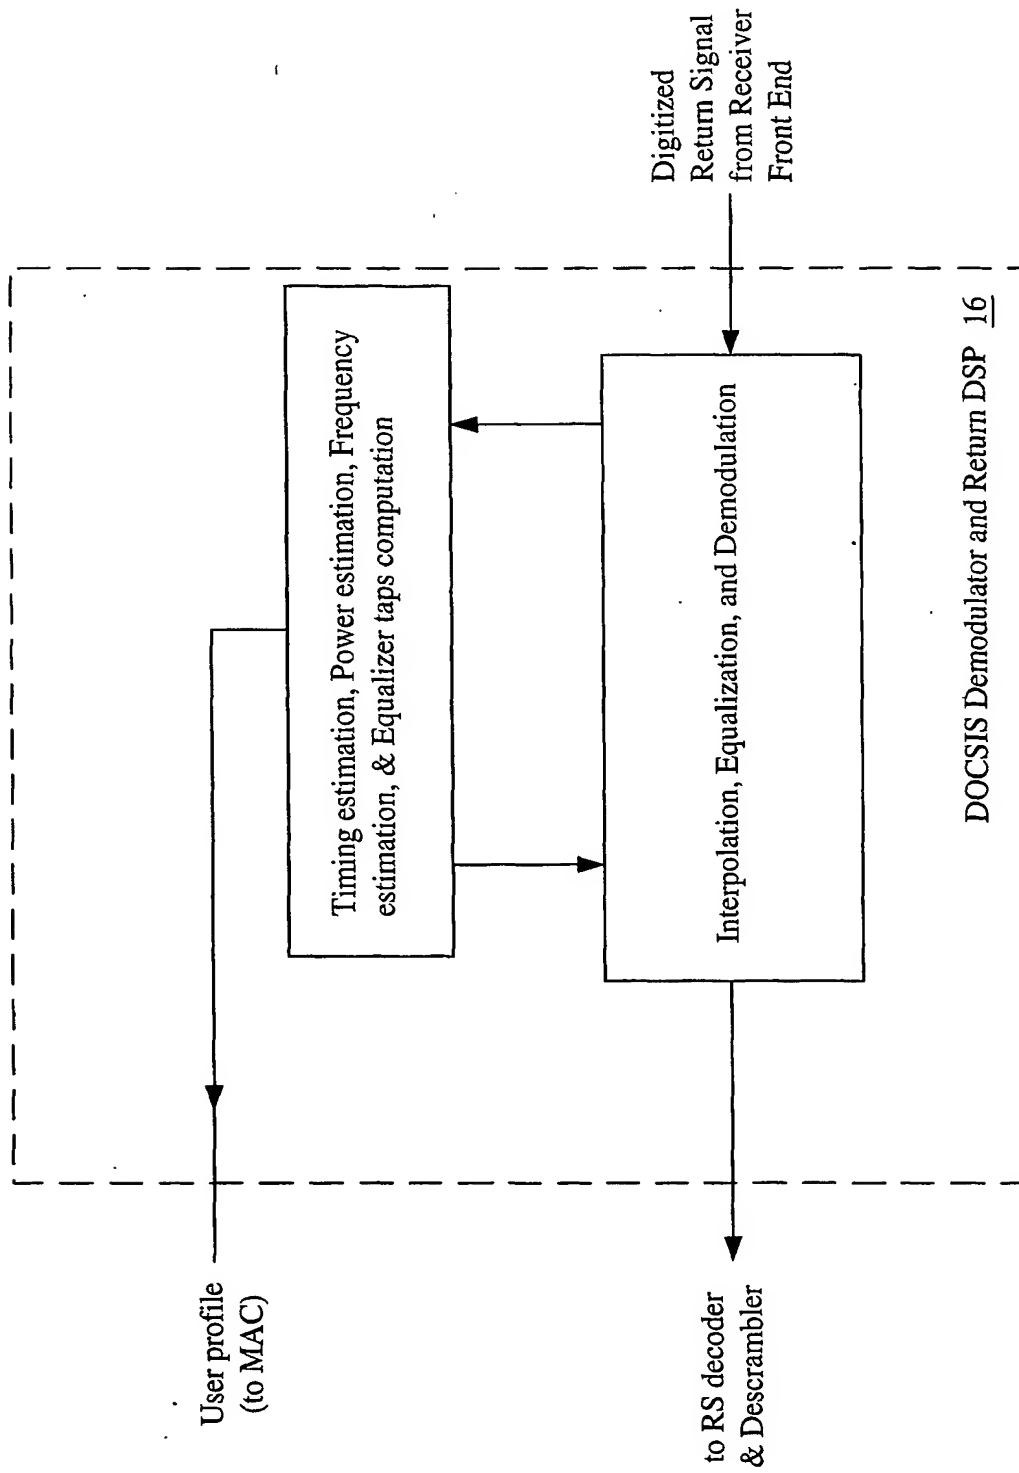 User profile
(to MAC)
Timing estimation, Power estimation, Frequency
estimation, & Equalizer taps computation
Digitized
Return Signal
from Receiver
Front End
Interpolation, Equalization, and Demodulation
to RS decoder
& Descrambler
DOCSIS Demodulator and Return DSP 16